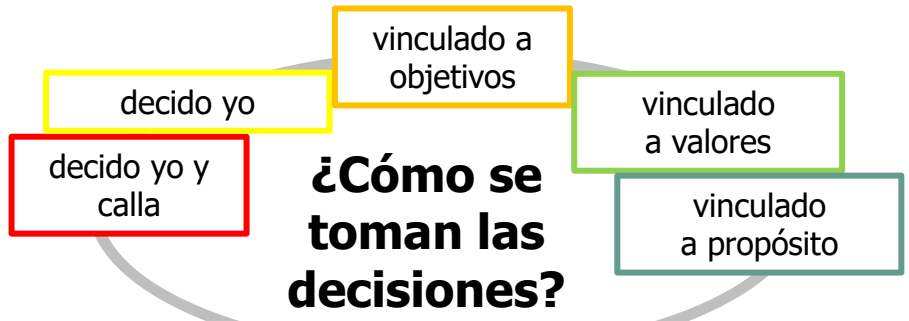 vinculado a
objetivos
decido yo
vinculado
a valores
decido yo y
calla
¿Cómo se
toman las
decisiones?
vinculado
a propósito